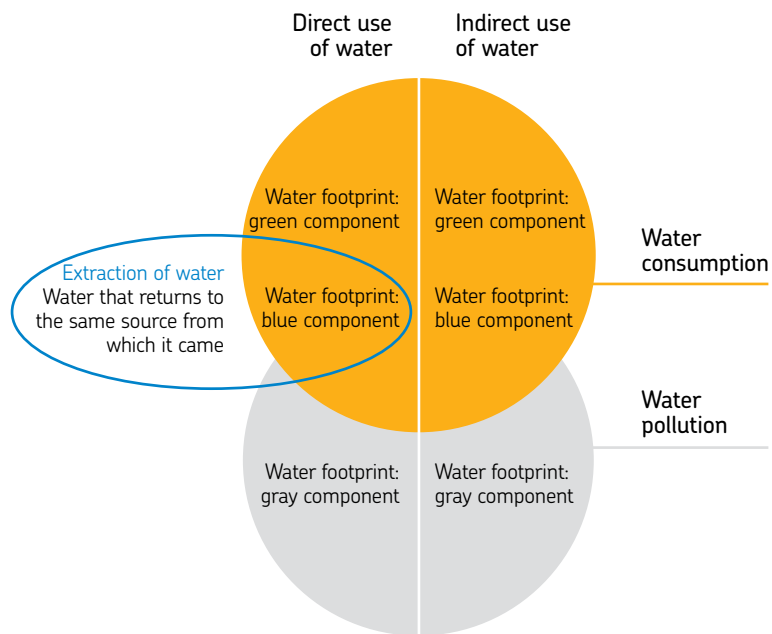 Direct use
of water
Indirect use
of water
Water footprint:
green component
Water footprint:
green component
Water
consumption
Extraction of water
Water that returns to
the same source from
which it came
Water footprint:
blue component
Water footprint:
blue component
Water
pollution
Water footprint:
gray component
Water footprint:
gray component